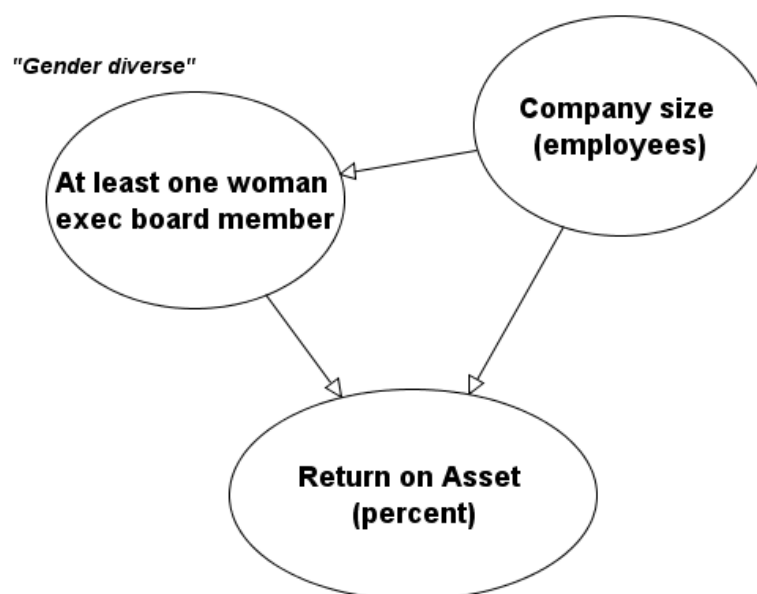 "Gender diverse"
Company size
(employees)
At least one woman
exec board member
Return on Asset
(percent)